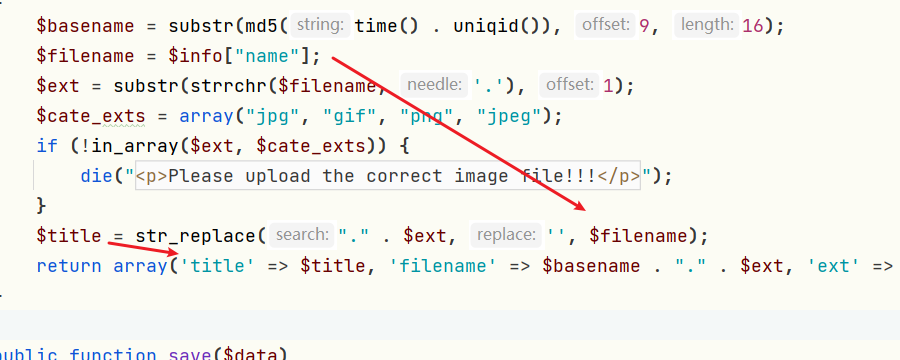 $basename = substr(md5( string: time() . uniqid()), offset: 9, length: 16);
$filename = $info["name"];
$ext = substr(strrchr($filename, needle: '.'), offset: 1);
$cate_exts = array("jpg", "gif", "png", "jpeg");
if (!in_array($ext, $cate_exts)) {
die("<p>Please upload the correct image file!!!</p>");
}
$title = str_replace( search: "." . $ext, replace: '', $filename);
return array('title' => $title, 'filename' => $basename . "." . $ext, 'ext' =>
public function save($data)